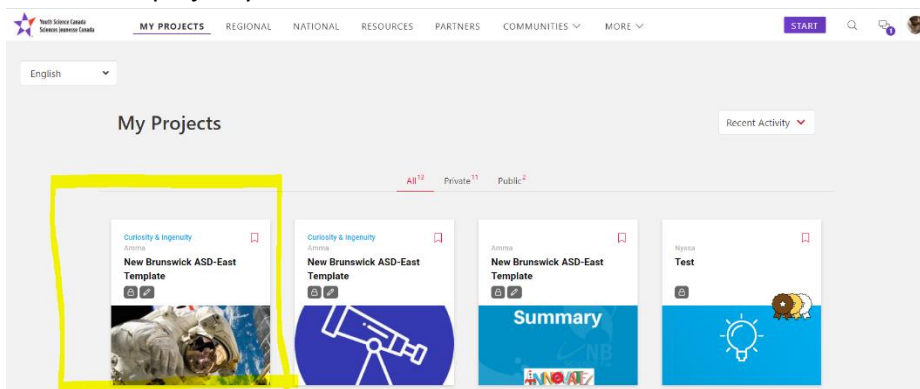 Youth Science Canada
Sciences Jeunesse Canada
MY PROJECTS REGIONAL NATIONAL RESOURCES PARTNERS COMMUNITIES MORE START
1
English
My Projects
Recent Activity
All Private 11 Public 2
Curiosity & Ingenuity
Amma
New Brunswick ASD-East
Template
Curiosity & Ingenuity
Amma
New Brunswick ASD-East
Template
Amma
New Brunswick ASD-East
Template
Summary
NB
INNOVATE
Nyssa
Test